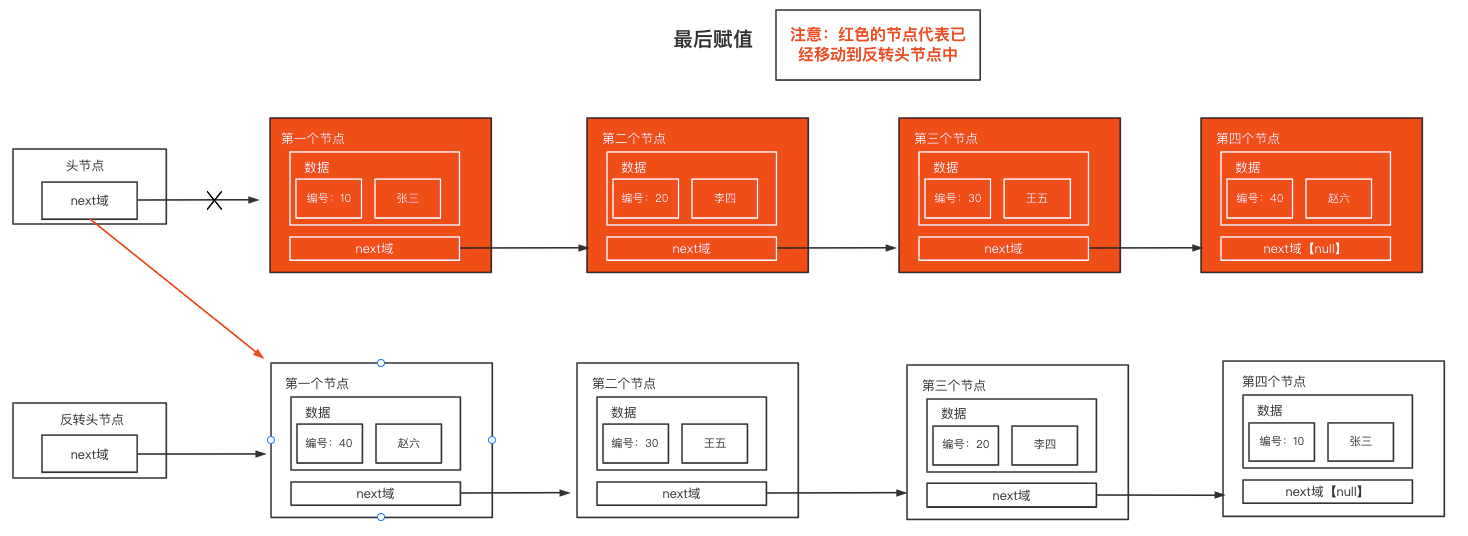 最后赋值
注意：红色的节点代表已
经移动到反转头节点中
头节点
next域
第一个节点
数据
编号：10
张三
next域
第二个节点
数据
编号：20
李四
next域
第三个节点
数据
编号：30
王五
next域
第四个节点
数据
编号：40
赵六
next域【null】
反转头节点
next域
第一个节点
数据
编号：40
赵六
next域
第二个节点
数据
编号：30
王五
next域
第三个节点
数据
编号：20
李四
next域
第四个节点
数据
编号：10
张三
next域【null】